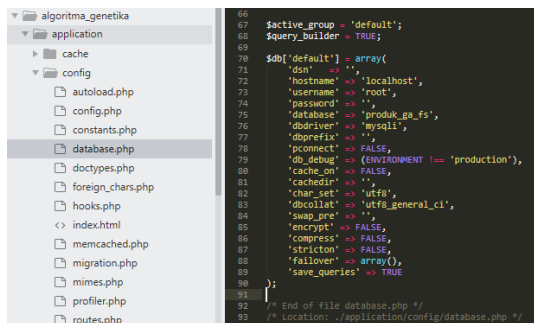 algoritma_genetika
application
cache
config
autoload.php
config.php
constants.php
database.php
doctypes.php
foreign_chars.php
hooks.php
<> index.html
memcached.php
migration.php
mimes.php
profiler.php
routes.php
66
67 $active_group = 'default';
68 $query_builder = TRUE;
69
70 $db['default'] = array(
71 'dsn' => '',
72 'hostname' => 'localhost',
73 'username' => 'root',
74 'password' => '',
75 'database' => 'produk_ga_fs',
76 'dbdriver' => 'mysqli',
77 'dbprefix' => '',
78 'pconnect' => FALSE,
79 'db_debug' => (ENVIRONMENT !== 'production'),
80 'cache_on' => FALSE,
81 'cachedir' => '',
82 'char_set' => 'utf8',
83 'dbcollat' => 'utf8_general_ci',
84 'swap_pre' => '',
85 'encrypt' => FALSE,
86 'compress' => FALSE,
87 'stricton' => FALSE,
88 'failover' => array(),
89 'save_queries' => TRUE
90 );
91
92 /* End of file database.php */
93 /* Location: ./application/config/database.php */